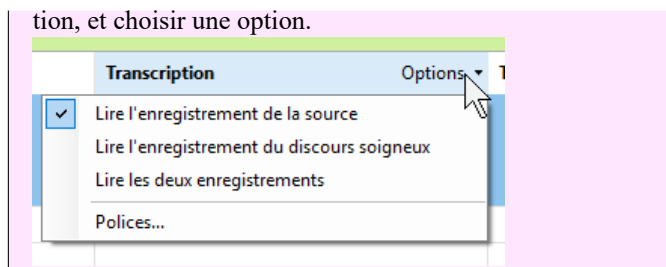 tion, et choisir une option.
Transcription Options
Lire l'enregistrement de la source
Lire l'enregistrement du discours soigneux
Lire les deux enregistrements
Polices...